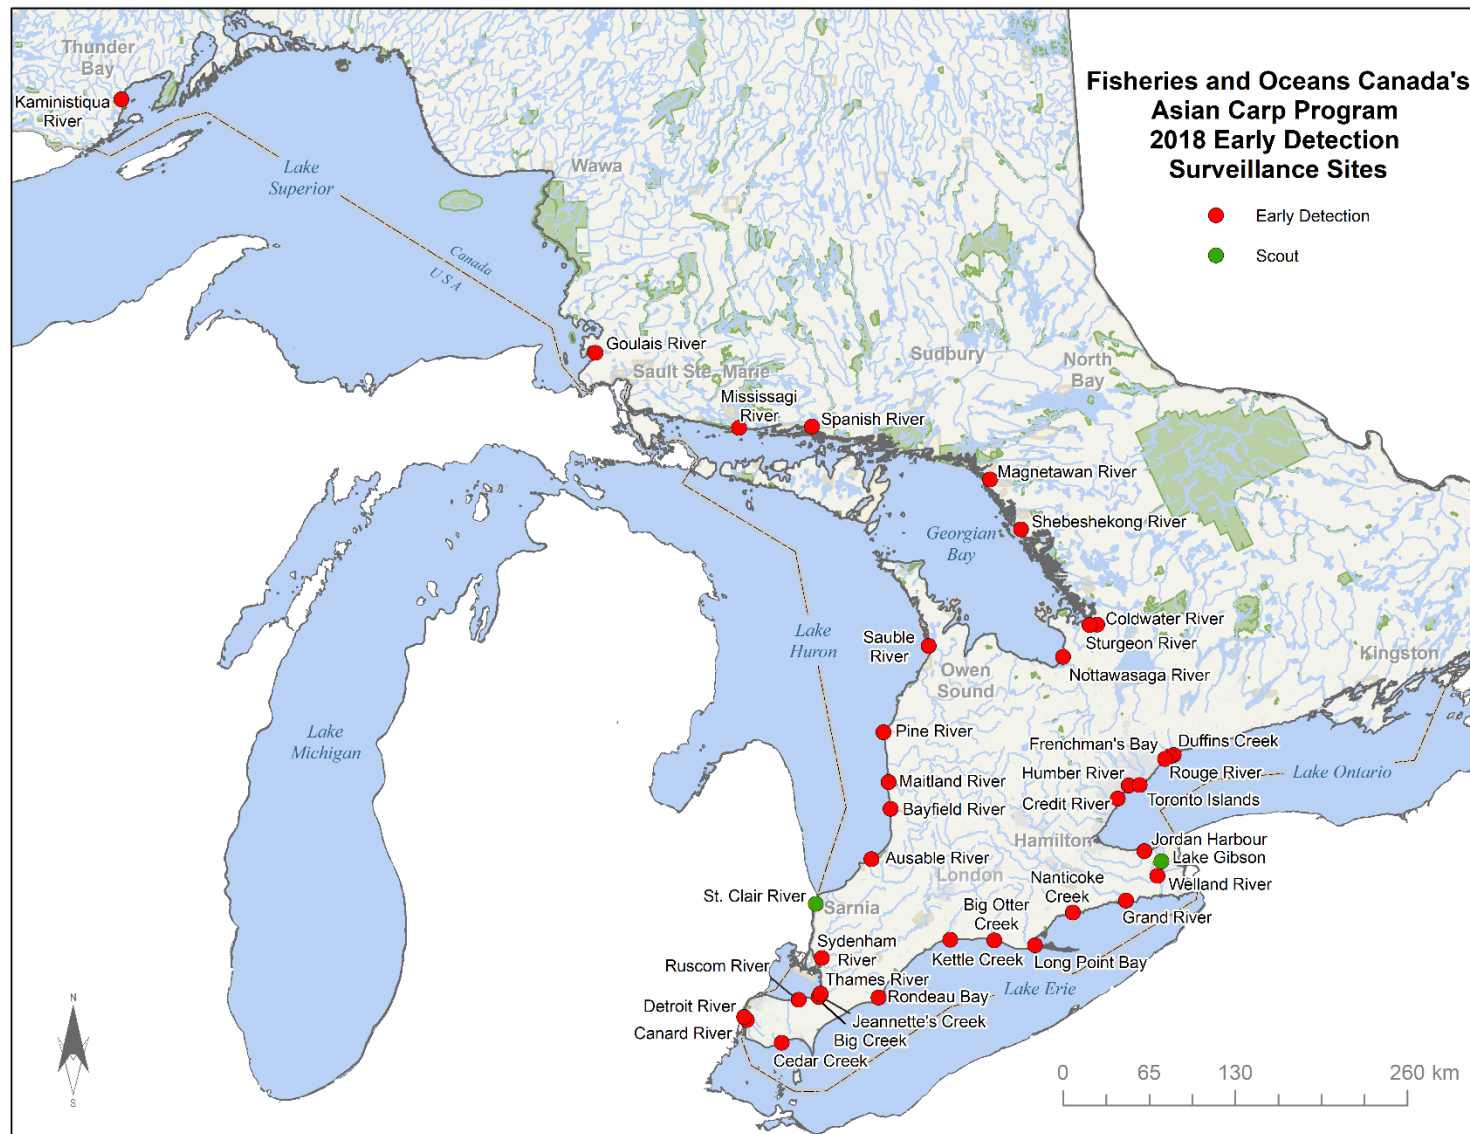 Fisheries and Oceans Canada's
Asian Carp Program
2018 Early Detection
Surveillance Sites
Early Detection
Scout
Thunder
Bay
Kaministiqua
River
Lake
Superior
Wawa
Canada
USA
Goulais River
Sault Ste. Marie
Sudbury
North
Bay
Mississagi
River
Spanish River
Magnetawan River
Shebeshekong River
Georgian
Bay
Coldwater River
Sturgeon River
Nottawasaga River
Kingston
Lake
Huron
Sauble
River
Owen
Sound
Lake
Michigan
Pine River
Maitland River
Bayfield River
Ausable River
Frenchman's Bay
Duffins Creek
Rouge River
Humber River
Toronto Islands
Credit River
Lake Ontario
Hamilton
Jordan Harbour
Lake Gibson
Welland River
London
Nanticoke
Creek
Grand River
St. Clair River
Sarnia
Big Otter
Creek
Kettle Creek
Long Point Bay
Sydenham
River
Ruscom River
Thames River
Rondeau Bay
Lake Erie
Detroit River
Canard River
Jeannette's Creek
Big Creek
Cedar Creek
N
S
0 65 130 260 km